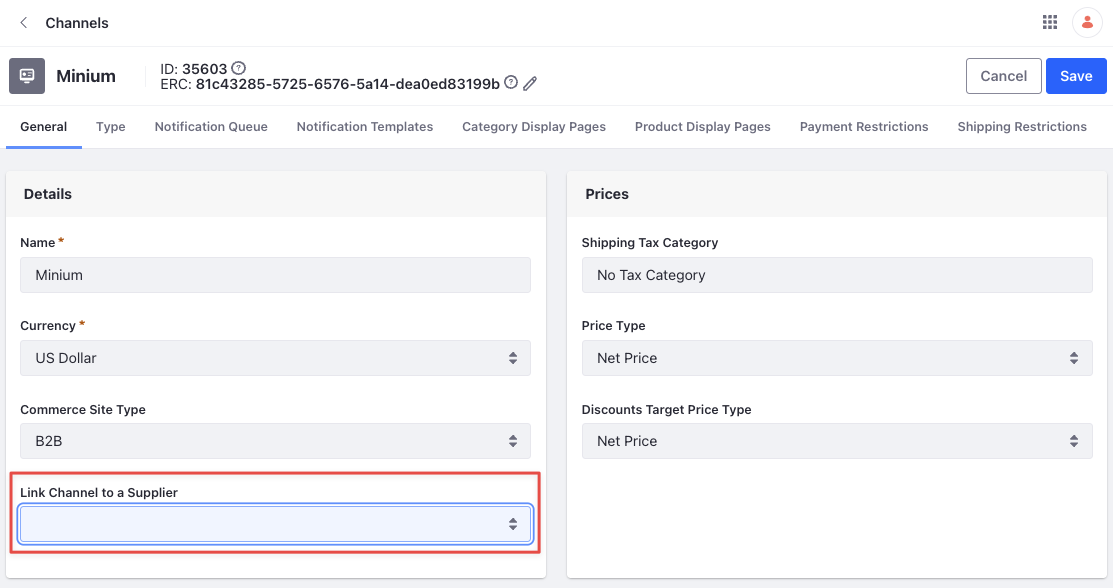 Channels
Minium
ID: 35603
ERC: 81c43285-5725-6576-5a14-dea0ed83199b
Cancel
Save
General
Type
Notification Queue
Notification Templates
Category Display Pages
Product Display Pages
Payment Restrictions
Shipping Restrictions
Details
Name *
Minium
Currency *
US Dollar
Commerce Site Type
B2B
Link Channel to a Supplier
Prices
Shipping Tax Category
No Tax Category
Price Type
Net Price
Discounts Target Price Type
Net Price